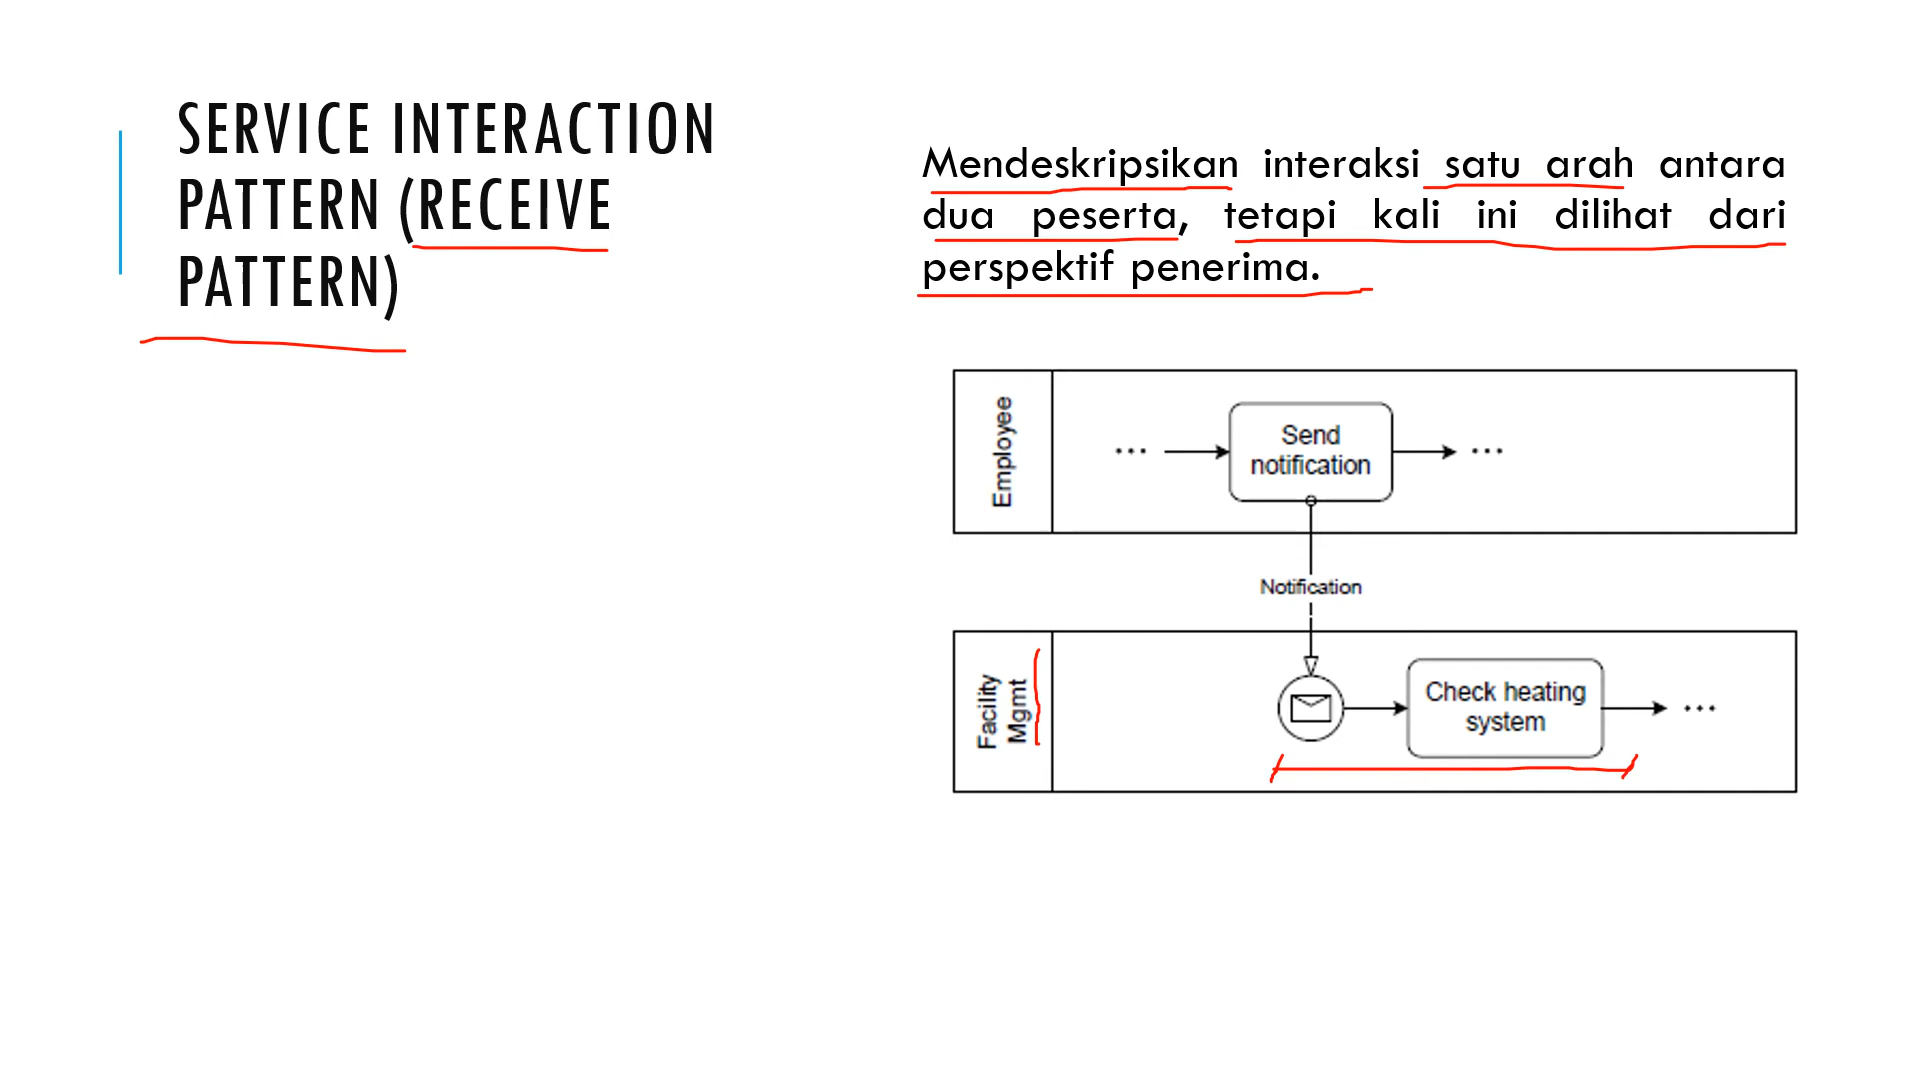 SERVICE INTERACTION
PATTERN (RECEIVE
PATTERN)
Mendeskripsikan interaksi satu arah antara
dua peserta, tetapi kali ini dilihat dari
perspektif penerima.
Employee
...
Send
notification
...
Notification
Facility
Mgmt
Check heating
system
...